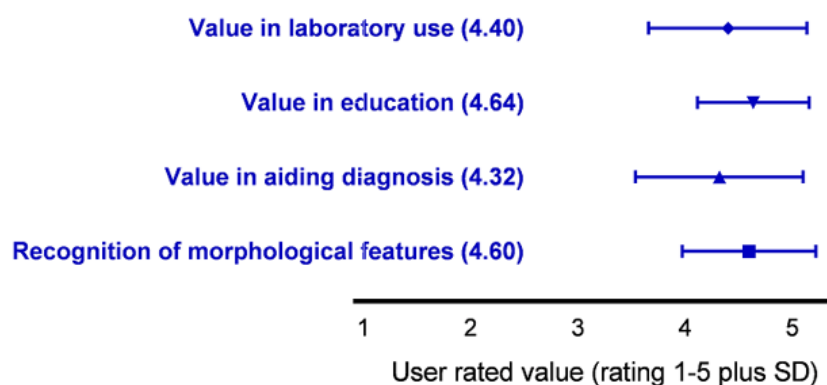 Value in laboratory use (4.40)
Value in education (4.64)
Value in aiding diagnosis (4.32)
Recognition of morphological features (4.60)
1 2 3 4 5
User rated value (rating 1-5 plus SD)